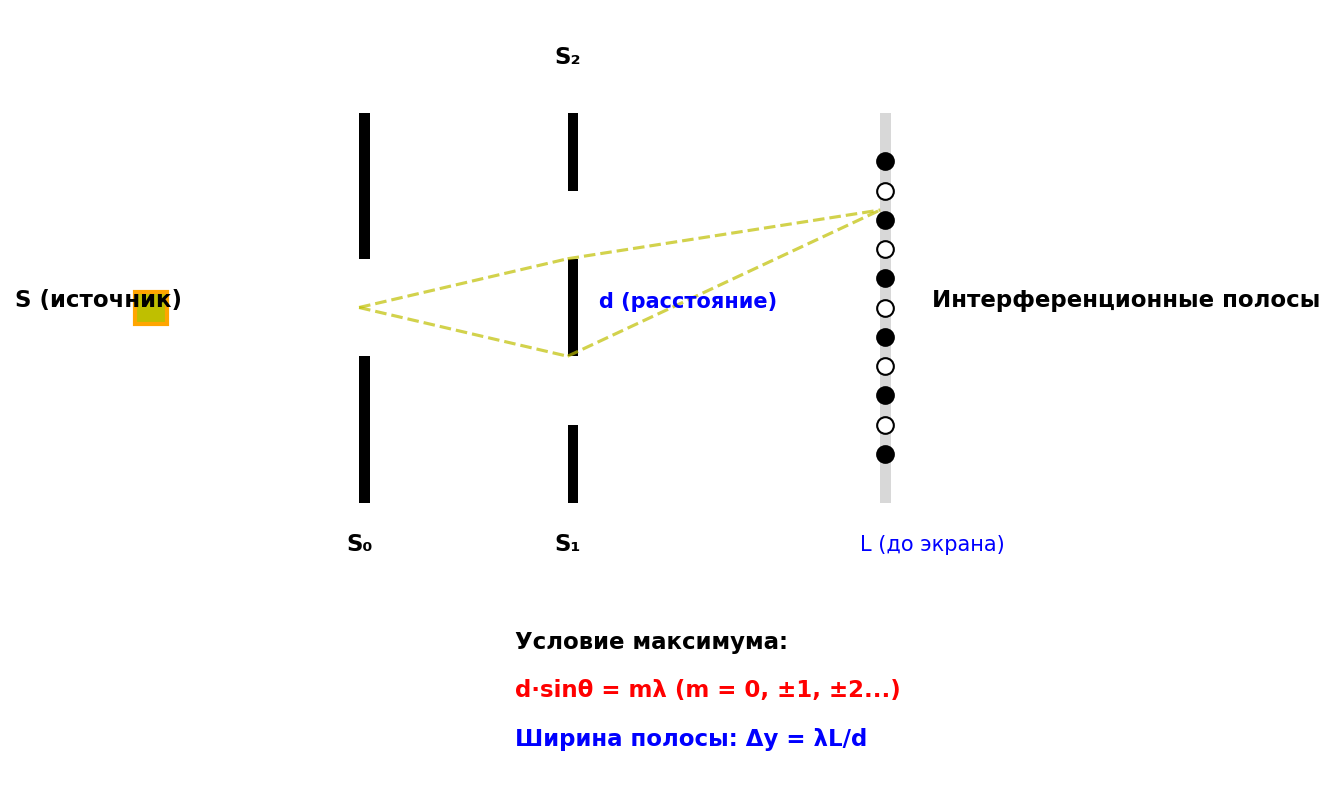 S₂
S (источник)
d (расстояние)
Интерференционные полосы
S₀
S₁
L (до экрана)
Условие максимума:
d·sinθ = mλ (m = 0, ±1, ±2...)
Ширина полосы: Δy = λL/d